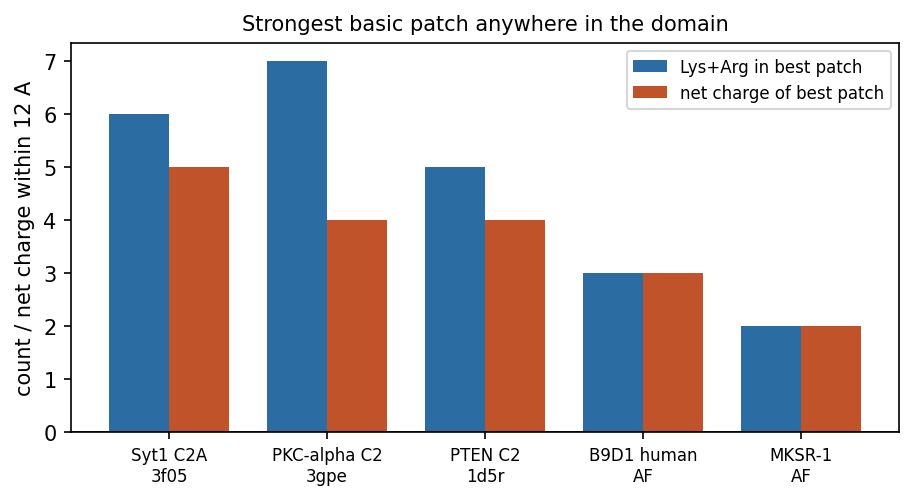 Strongest basic patch anywhere in the domain
count / net charge within 12 A
7
6
5
4
3
2
1
0
Lys+Arg in best patch
net charge of best patch
Syt1 C2A
3f05
PKC-alpha C2
3gpe
PTEN C2
1d5r
B9D1 human
AF
MKSR-1
AF